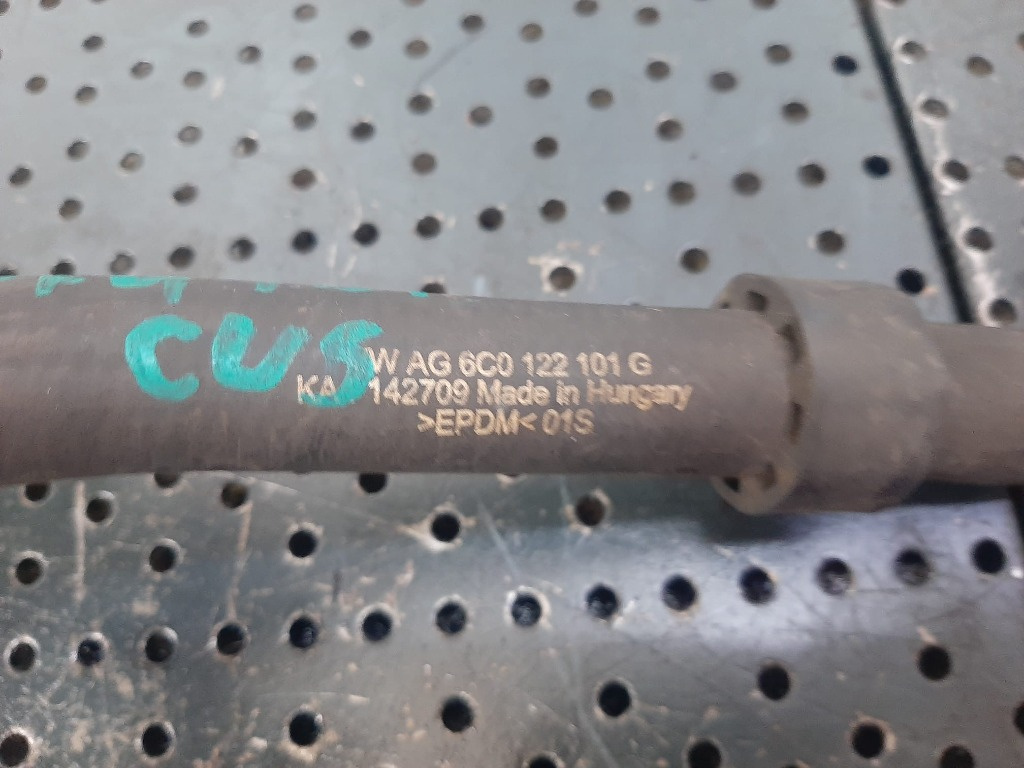 CUS
W AG 6C0 122 101 G
KA 142709 Made in Hungary
>EPDM< 01S